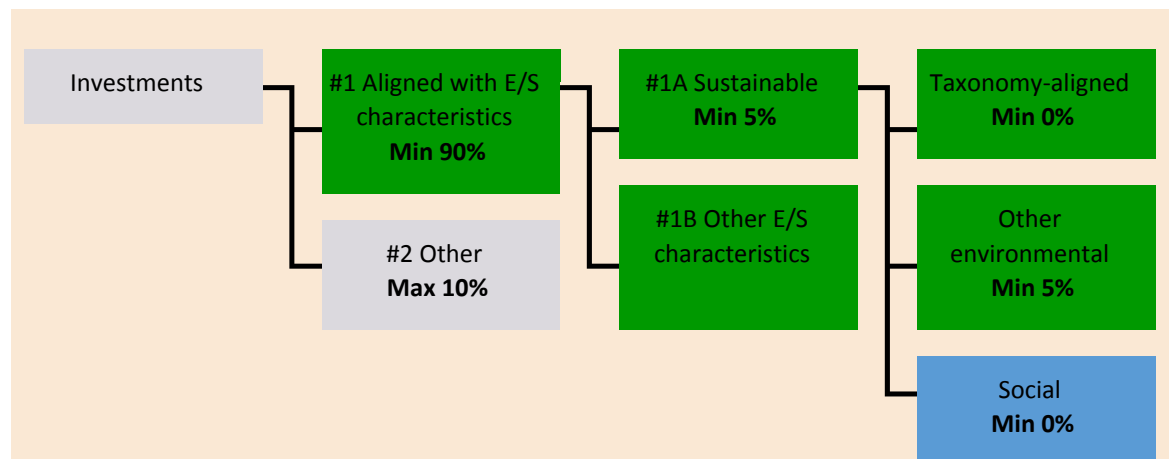 Investments
#1 Aligned with E/S
characteristics
Min 90%
#2 Other
Max 10%
#1A Sustainable
Min 5%
#1B Other E/S
characteristics
Taxonomy-aligned
Min 0%
Other
environmental
Min 5%
Social
Min 0%